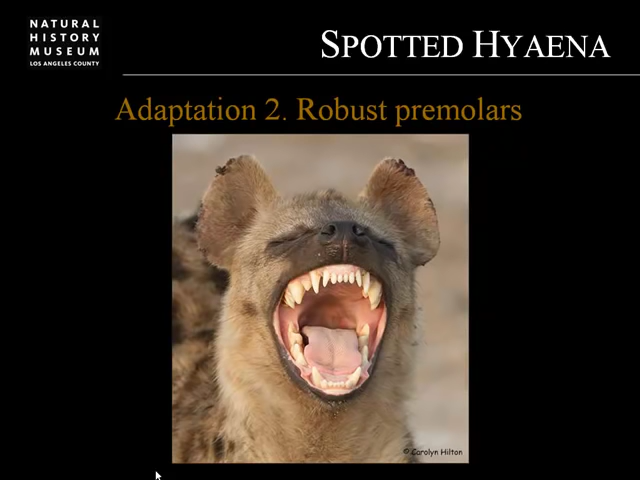 NATURAL
HISTORY
MUSEUM
LOS ANGELES COUNTY
SPOTTED HYAENA
Adaptation 2. Robust premolars
© Carolyn Hilton